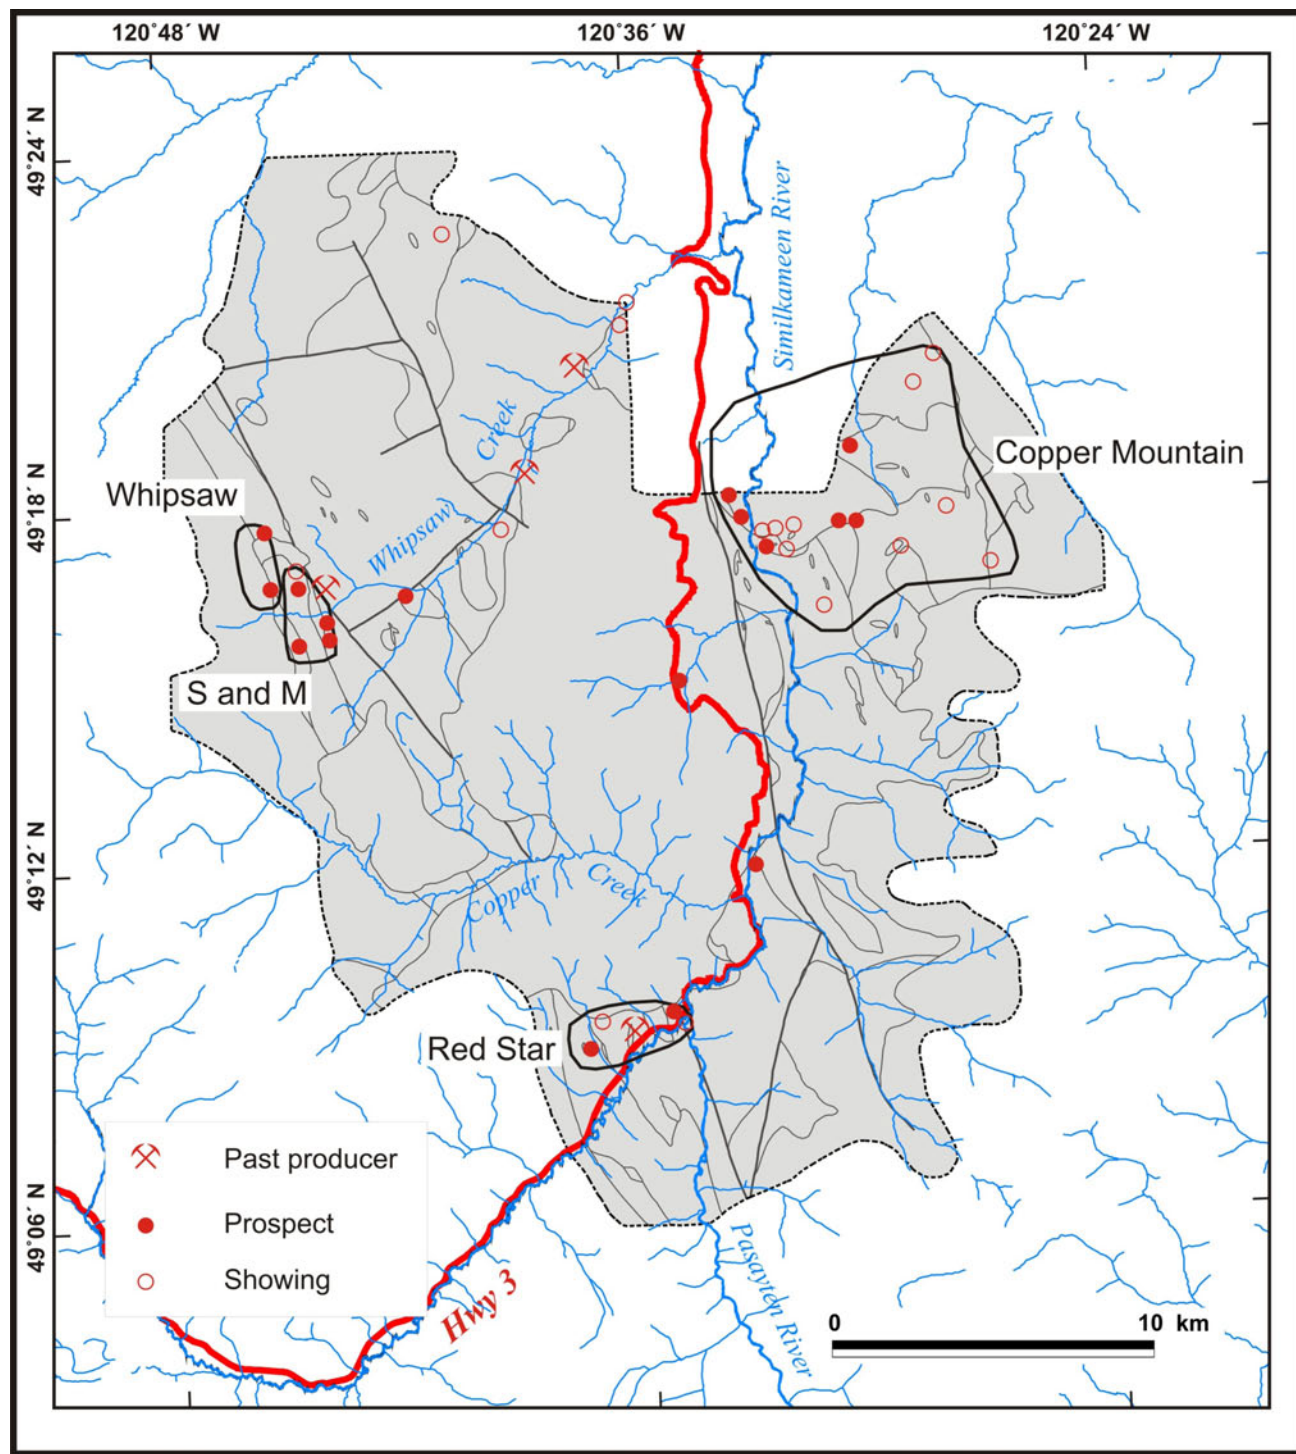 120°48´ W
120°36´ W
120°24´ W
49°24´ N
49°18´ N
49°12´ N
49°06´ N
Similkameen River
Creek
Whipsaw
Copper Mountain
Whipsaw
S and M
Copper
Creek
Red Star
Past producer
Prospect
Showing
Hwy 3
Pasayten River
0
10 km